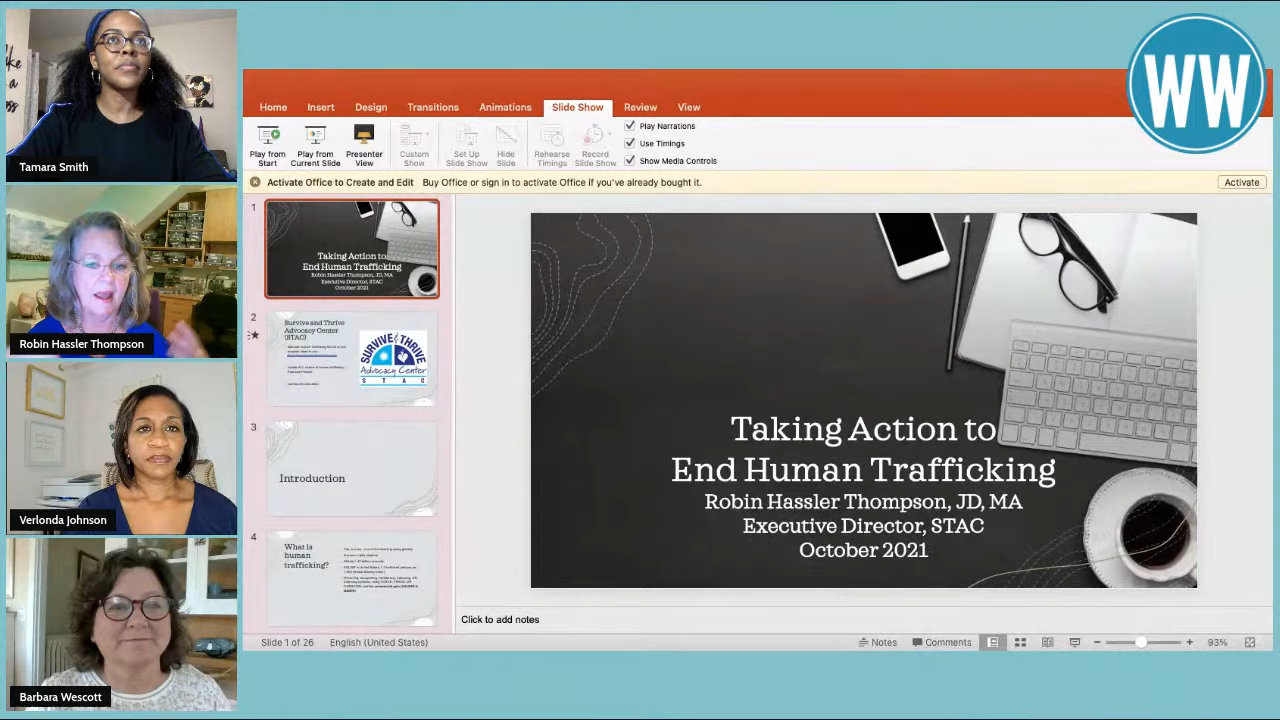 Tamara Smith
Robin Hassler Thompson
Verlonda Johnson
Barbara Wescott
WW
Home Insert Design Transitions Animations Slide Show Review View
Play from Start
Play from Current Slide
Presenter View
Custom Show
Set Up Slide Show
Hide Slide
Rehearse Timings
Record Slide Show
Play Narrations
Use Timings
Show Media Controls
Activate Office to Create and Edit Buy Office or sign in to activate Office if you've already bought it. Activate
1
Taking Action to
End Human Trafficking
Robin Hassler Thompson, JD, MA
Executive Director, STAC
October 2021
2
Survive and Thrive
Advocacy Center
(STAC)
SURVIVE & THRIVE
Advocacy Center
STAC
3
Introduction
4
What is
human
trafficking?
Taking Action to
End Human Trafficking
Robin Hassler Thompson, JD, MA
Executive Director, STAC
October 2021
Click to add notes
Slide 1 of 26 English (United States) Notes Comments 93%